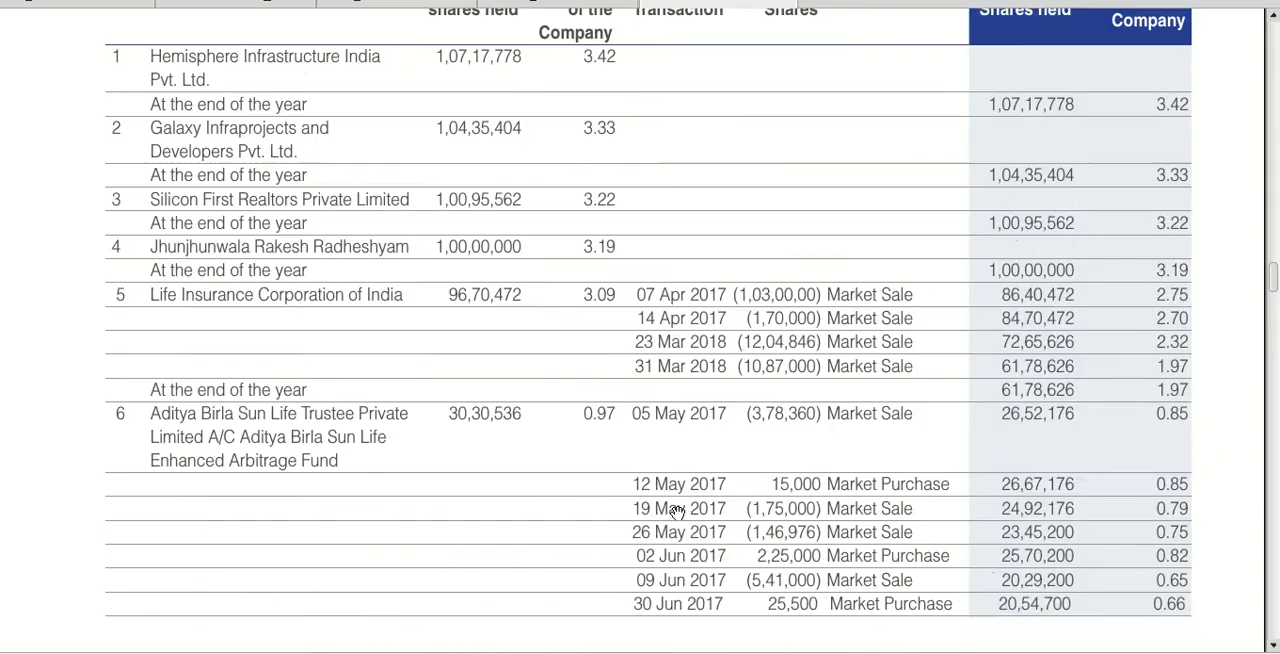 shares held of the Transaction Shares Shares held
Company Company
1 Hemisphere Infrastructure India 1,07,17,778 3.42
Pvt. Ltd.
At the end of the year 1,07,17,778 3.42
2 Galaxy Infraprojects and 1,04,35,404 3.33
Developers Pvt. Ltd.
At the end of the year 1,04,35,404 3.33
3 Silicon First Realtors Private Limited 1,00,95,562 3.22
At the end of the year 1,00,95,562 3.22
4 Jhunjhunwala Rakesh Radheshyam 1,00,00,000 3.19
At the end of the year 1,00,00,000 3.19
5 Life Insurance Corporation of India 96,70,472 3.09 07 Apr 2017 (1,03,00,00) Market Sale 86,40,472 2.75
14 Apr 2017 (1,70,000) Market Sale 84,70,472 2.70
23 Mar 2018 (12,04,846) Market Sale 72,65,626 2.32
31 Mar 2018 (10,87,000) Market Sale 61,78,626 1.97
At the end of the year 61,78,626 1.97
6 Aditya Birla Sun Life Trustee Private 30,30,536 0.97 05 May 2017 (3,78,360) Market Sale 26,52,176 0.85
Limited A/C Aditya Birla Sun Life
Enhanced Arbitrage Fund
12 May 2017 15,000 Market Purchase 26,67,176 0.85
19 May 2017 (1,75,000) Market Sale 24,92,176 0.79
26 May 2017 (1,46,976) Market Sale 23,45,200 0.75
02 Jun 2017 2,25,000 Market Purchase 25,70,200 0.82
09 Jun 2017 (5,41,000) Market Sale 20,29,200 0.65
30 Jun 2017 25,500 Market Purchase 20,54,700 0.66